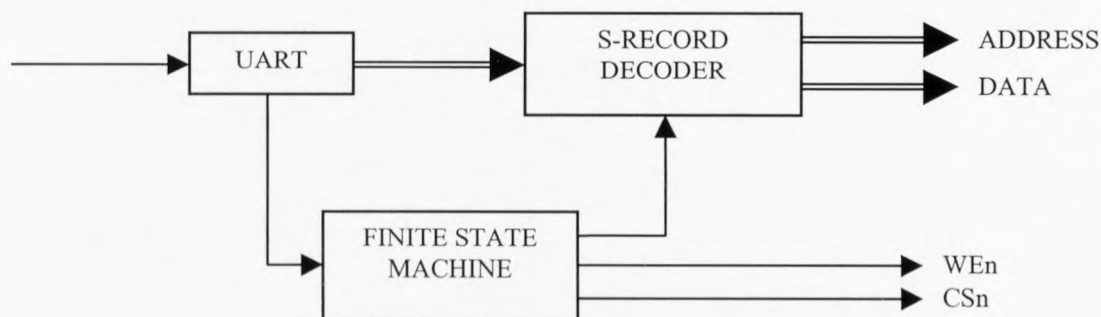 UART
S-RECORD
DECODER
ADDRESS
DATA
FINITE STATE
MACHINE
WEn
CSn